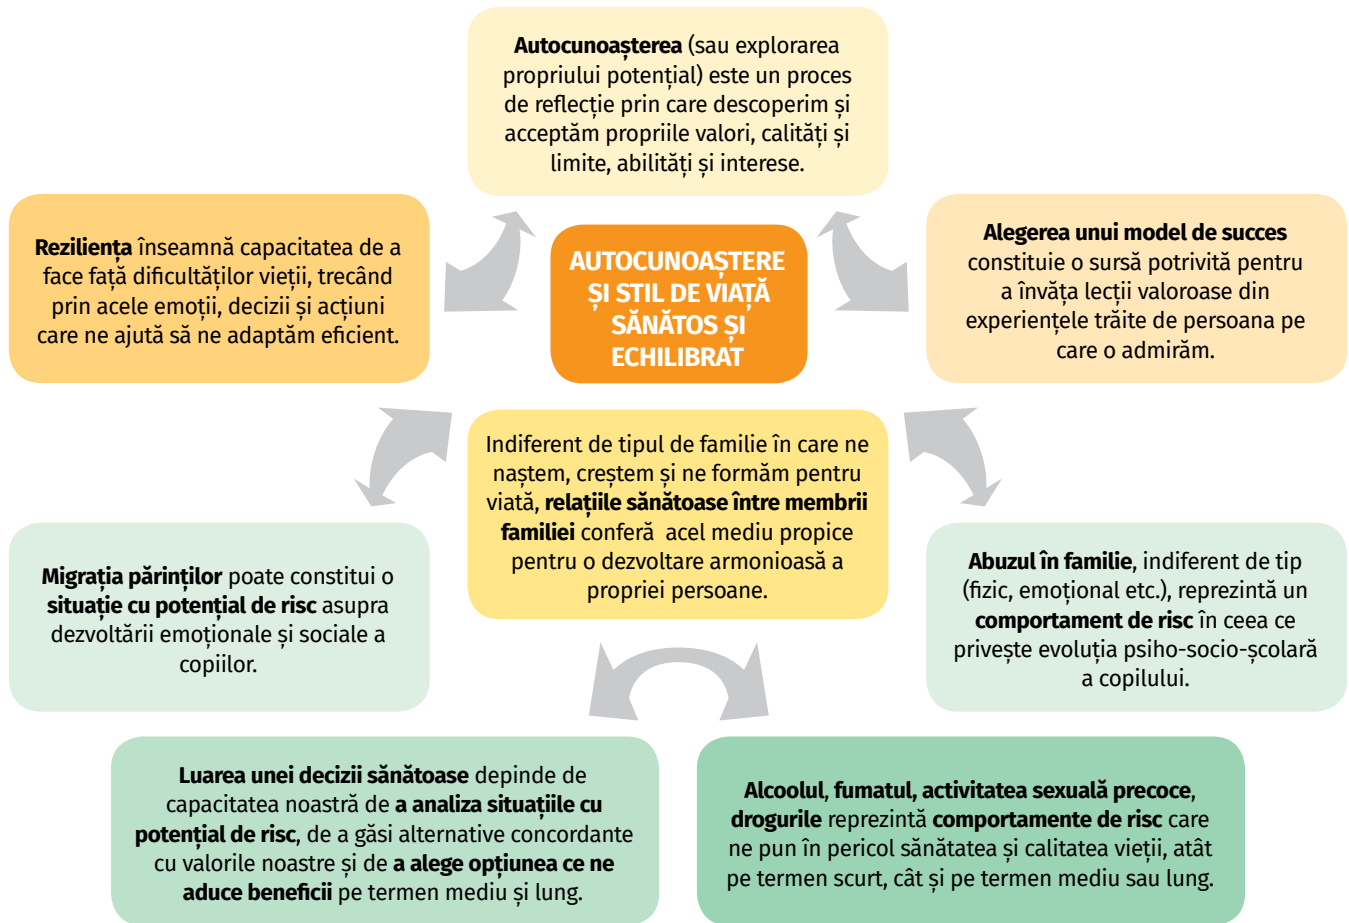 Autocunoașterea (sau explorarea
propriului potențial) este un proces
de reflecție prin care descoperim și
acceptăm propriile valori, calități și
limite, abilități și interese.
Reziliența înseamnă capacitatea de a
face față dificultăților vieții, trecând
prin acele emoții, decizii și acțiuni
care ne ajută să ne adaptăm eficient.
AUTOCUNOAȘTERE
ȘI STIL DE VIAȚĂ
SĂNĂTOS ȘI
ECHILIBRAT
Alegerea unui model de succes
constituie o sursă potrivită pentru
a învăța lecții valoroase din
experiențele trăite de persoana pe
care o admirăm.
Indiferent de tipul de familie în care ne
naștem, creștem și ne formăm pentru
viață, relațiile sănătoase între membrii
familiei conferă acel mediu propice
pentru o dezvoltare armonioasă a
propriei persoane.
Migrația părinților poate constitui o
situație cu potențial de risc asupra
dezvoltării emoționale și sociale a
copiilor.
Abuzul în familie, indiferent de tip
(fizic, emoțional etc.), reprezintă un
comportament de risc în ceea ce
privește evoluția psiho-socio-școlară
a copilului.
Luarea unei decizii sănătoase depinde de
capacitatea noastră de a analiza situațiile cu
potențial de risc, de a găsi alternative concordante
cu valorile noastre și de a alege opțiunea ce ne
aduce beneficii pe termen mediu și lung.
Alcoolul, fumatul, activitatea sexuală precoce,
drogurile reprezintă comportamente de risc care
ne pun în pericol sănătatea și calitatea vieții, atât
pe termen scurt, cât și pe termen mediu sau lung.